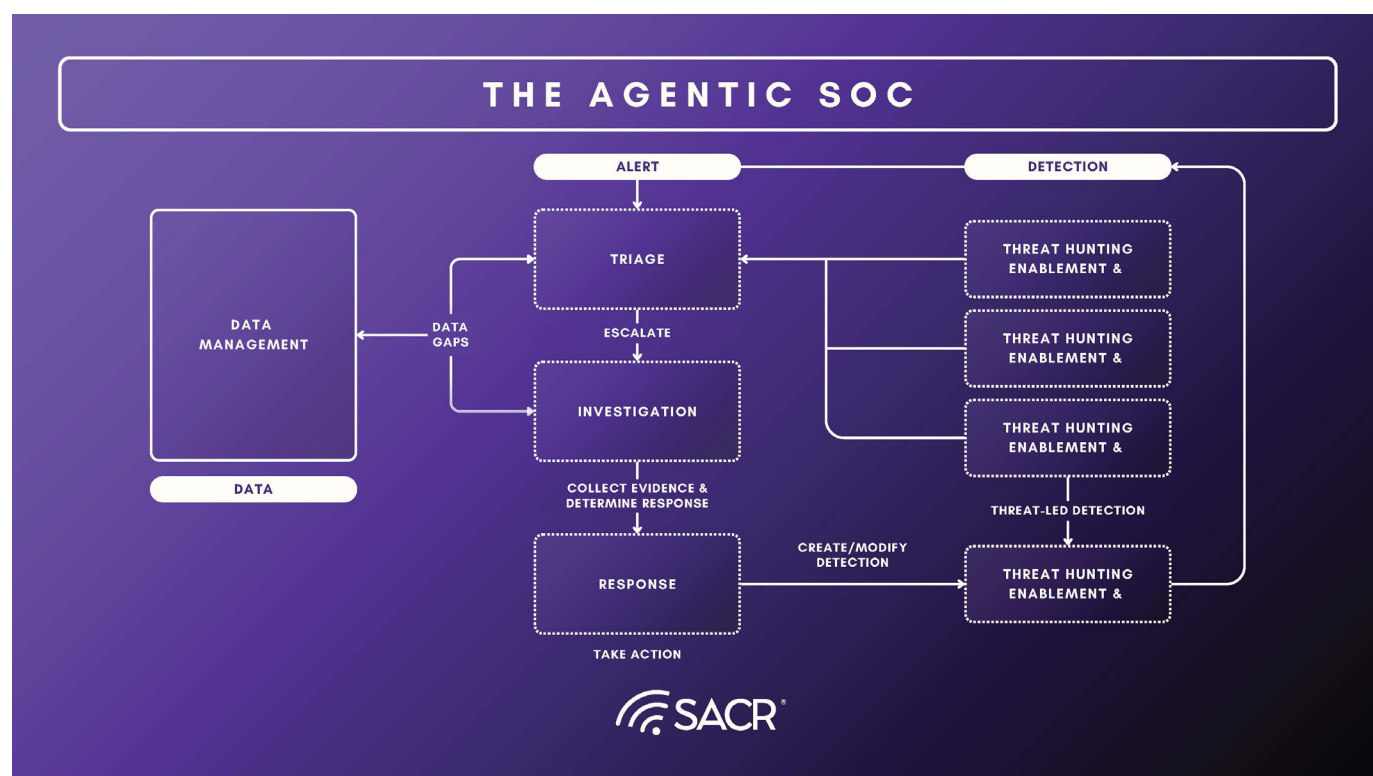 THE AGENTIC SOC
ALERT
DETECTION
TRIAGE
THREAT HUNTING
ENABLEMENT &
DATA
MANAGEMENT
DATA
GAPS
ESCALATE
THREAT HUNTING
ENABLEMENT &
INVESTIGATION
THREAT HUNTING
ENABLEMENT &
DATA
COLLECT EVIDENCE &
DETERMINE RESPONSE
THREAT-LED DETECTION
CREATE/MODIFY
DETECTION
RESPONSE
THREAT HUNTING
ENABLEMENT &
TAKE ACTION
SACR®